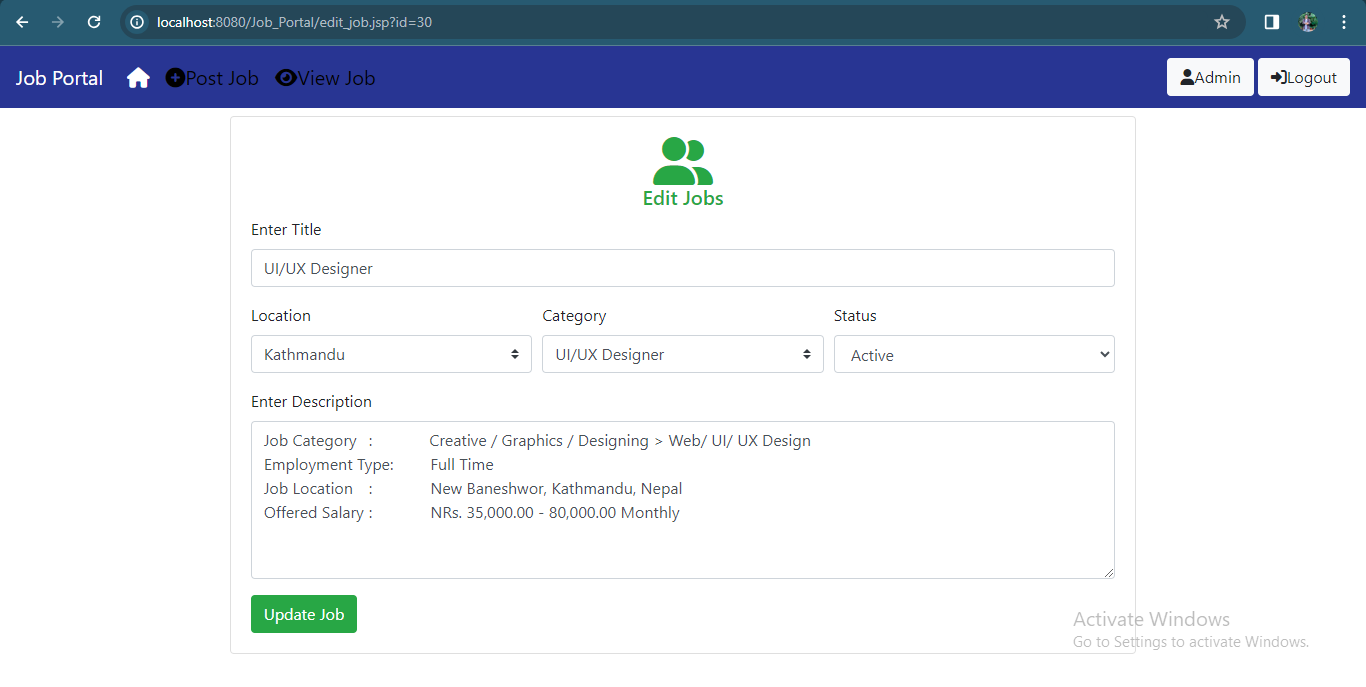 localhost:8080/Job_Portal/edit_job.jsp?id=30
Job Portal Post Job View Job Admin Logout
Edit Jobs
Enter Title
UI/UX Designer
Location Category Status
Kathmandu UI/UX Designer Active
Enter Description
Job Category : Creative / Graphics / Designing > Web/ UI/ UX Design
Employment Type: Full Time
Job Location : New Baneshwor, Kathmandu, Nepal
Offered Salary : NRs. 35,000.00 - 80,000.00 Monthly
Update Job
Activate Windows
Go to Settings to activate Windows.